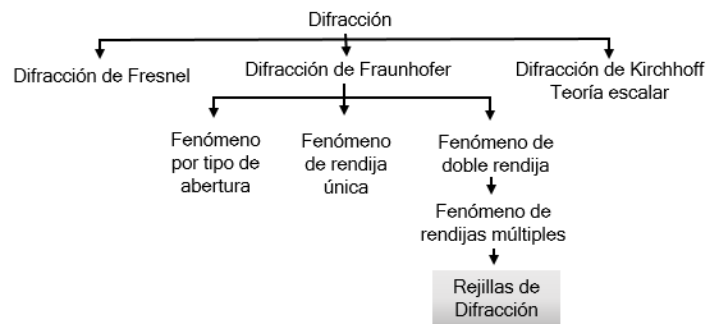 Difracción
Difracción de Fresnel
Difracción de Fraunhofer
Difracción de Kirchhoff
Teoría escalar
Fenómeno
por tipo de
abertura
Fenómeno
de rendija
única
Fenómeno de
doble rendija
Fenómeno de
rendijas múltiples
Rejillas de
Difracción